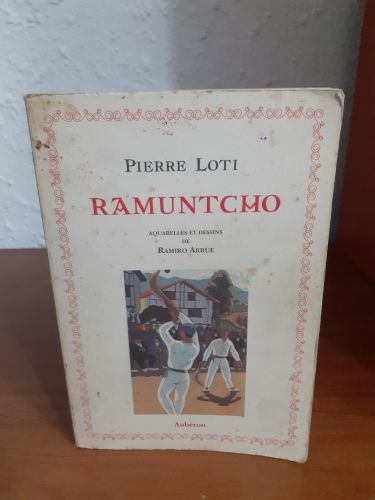 PIERRE LOTI
RAMUNTCHO
AQUARELLES ET DESSINS
DE
RAMIRO ARRUE
Aubéron